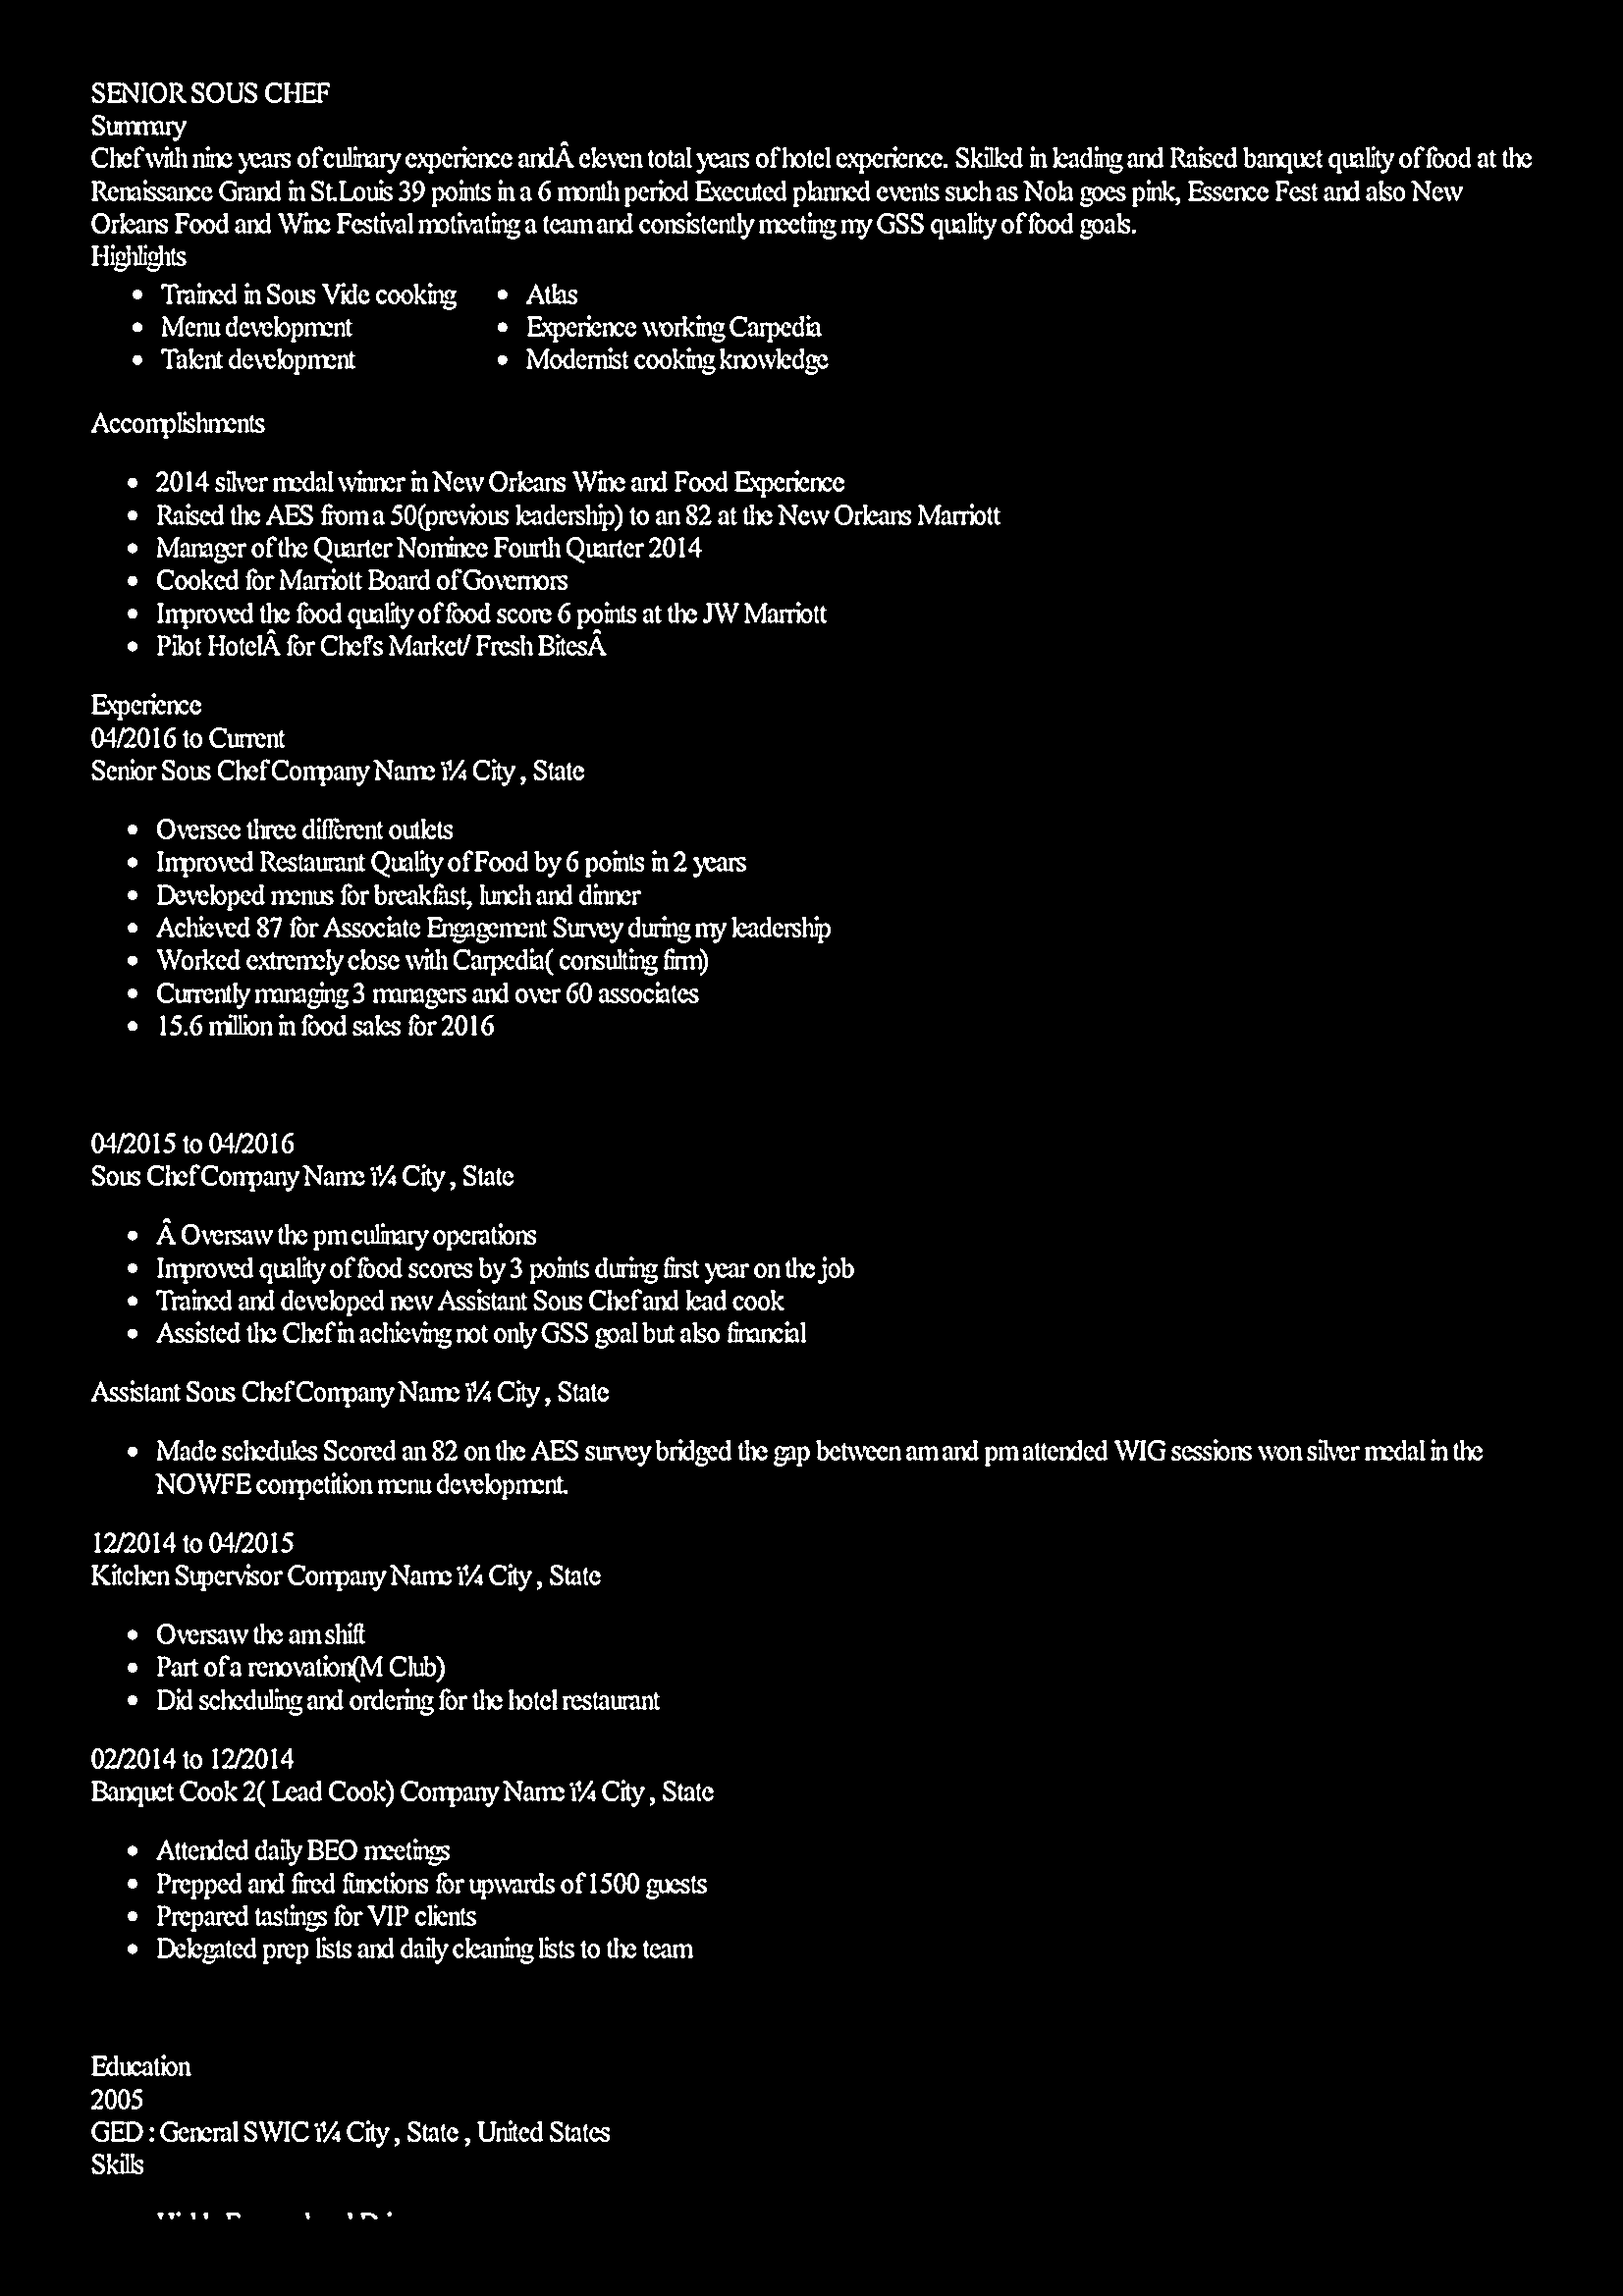 SENIOR SOUS CHEF
Summary
Chef with nine years of culinary experience andÂ eleven total years of hotel experience. Skilled in leading and Raised banquet quality of food at the
Renaissance Grand in St.Louis 39 points in a 6 month period Executed planned events such as Nola goes pink, Essence Fest and also New
Orleans Food and Wine Festival motivating a team and consistently meeting my GSS quality of food goals.
Highlights
• Trained in Sous Vide cooking
• Menu development
• Talent development
• Atlas
• Experience working Carpedia
• Modernist cooking knowledge
Accomplishments
• 2014 silver medal winner in New Orleans Wine and Food Experience
• Raised the AES from a 50(previous leadership) to an 82 at the New Orleans Marriott
• Manager of the Quarter Nominee Fourth Quarter 2014
• Cooked for Marriott Board of Governors
• Improved the food quality of food score 6 points at the JW Marriott
• Pilot HotelÂ for Chef's Market/ Fresh BitesÂ
Experience
04/2016 to Current
Senior Sous Chef Company Name ï¼ City , State
• Oversee three different outlets
• Improved Restaurant Quality of Food by 6 points in 2 years
• Developed menus for breakfast, lunch and dinner
• Achieved 87 for Associate Engagement Survey during my leadership
• Worked extremely close with Carpedia( consulting firm)
• Currently managing 3 managers and over 60 associates
• 15.6 million in food sales for 2016
04/2015 to 04/2016
Sous Chef Company Name ï¼ City , State
• Â Oversaw the pm culinary operations
• Improved quality of food scores by 3 points during first year on the job
• Trained and developed new Assistant Sous Chef and lead cook
• Assisted the Chef in achieving not only GSS goal but also financial
Assistant Sous Chef Company Name ï¼ City , State
• Made schedules Scored an 82 on the AES survey bridged the gap between am and pm attended WIG sessions won silver medal in the
NOWFE competition menu development.
12/2014 to 04/2015
Kitchen Supervisor Company Name ï¼ City , State
• Oversaw the am shift
• Part of a renovation(M Club)
• Did scheduling and ordering for the hotel restaurant
02/2014 to 12/2014
Banquet Cook 2( Lead Cook) Company Name ï¼ City , State
• Attended daily BEO meetings
• Prepped and fired functions for upwards of 1500 guests
• Prepared tastings for VIP clients
• Delegated prep lists and daily cleaning lists to the team
Education
2005
GED : General SWIC ï¼ City , State , United States
Skills